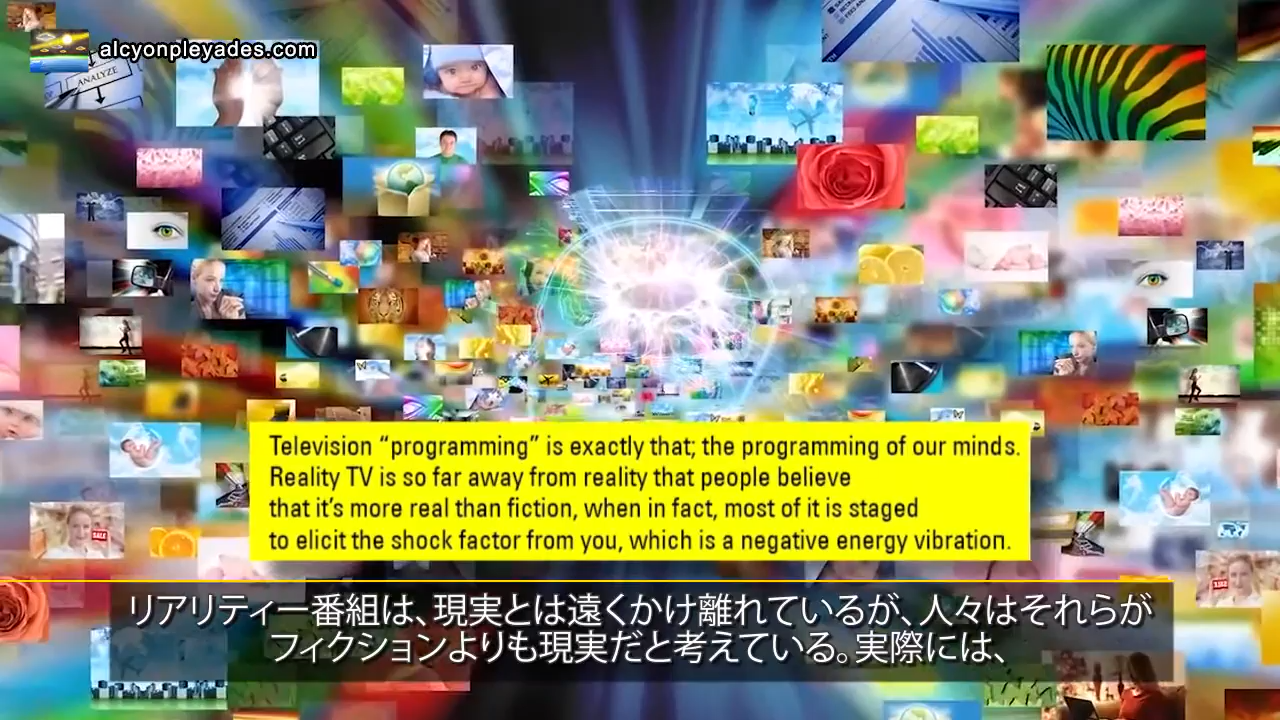 alcyonpleyades.com
ANALYZE
Television “programming” is exactly that; the programming of our minds.
Reality TV is so far away from reality that people believe
that it’s more real than fiction, when in fact, most of it is staged
to elicit the shock factor from you, which is a negative energy vibration.
SALE
リアリティー番組は、現実とは遠くかけ離れているが、人々はそれらが
フィクションよりも現実だと考えている。実際には、